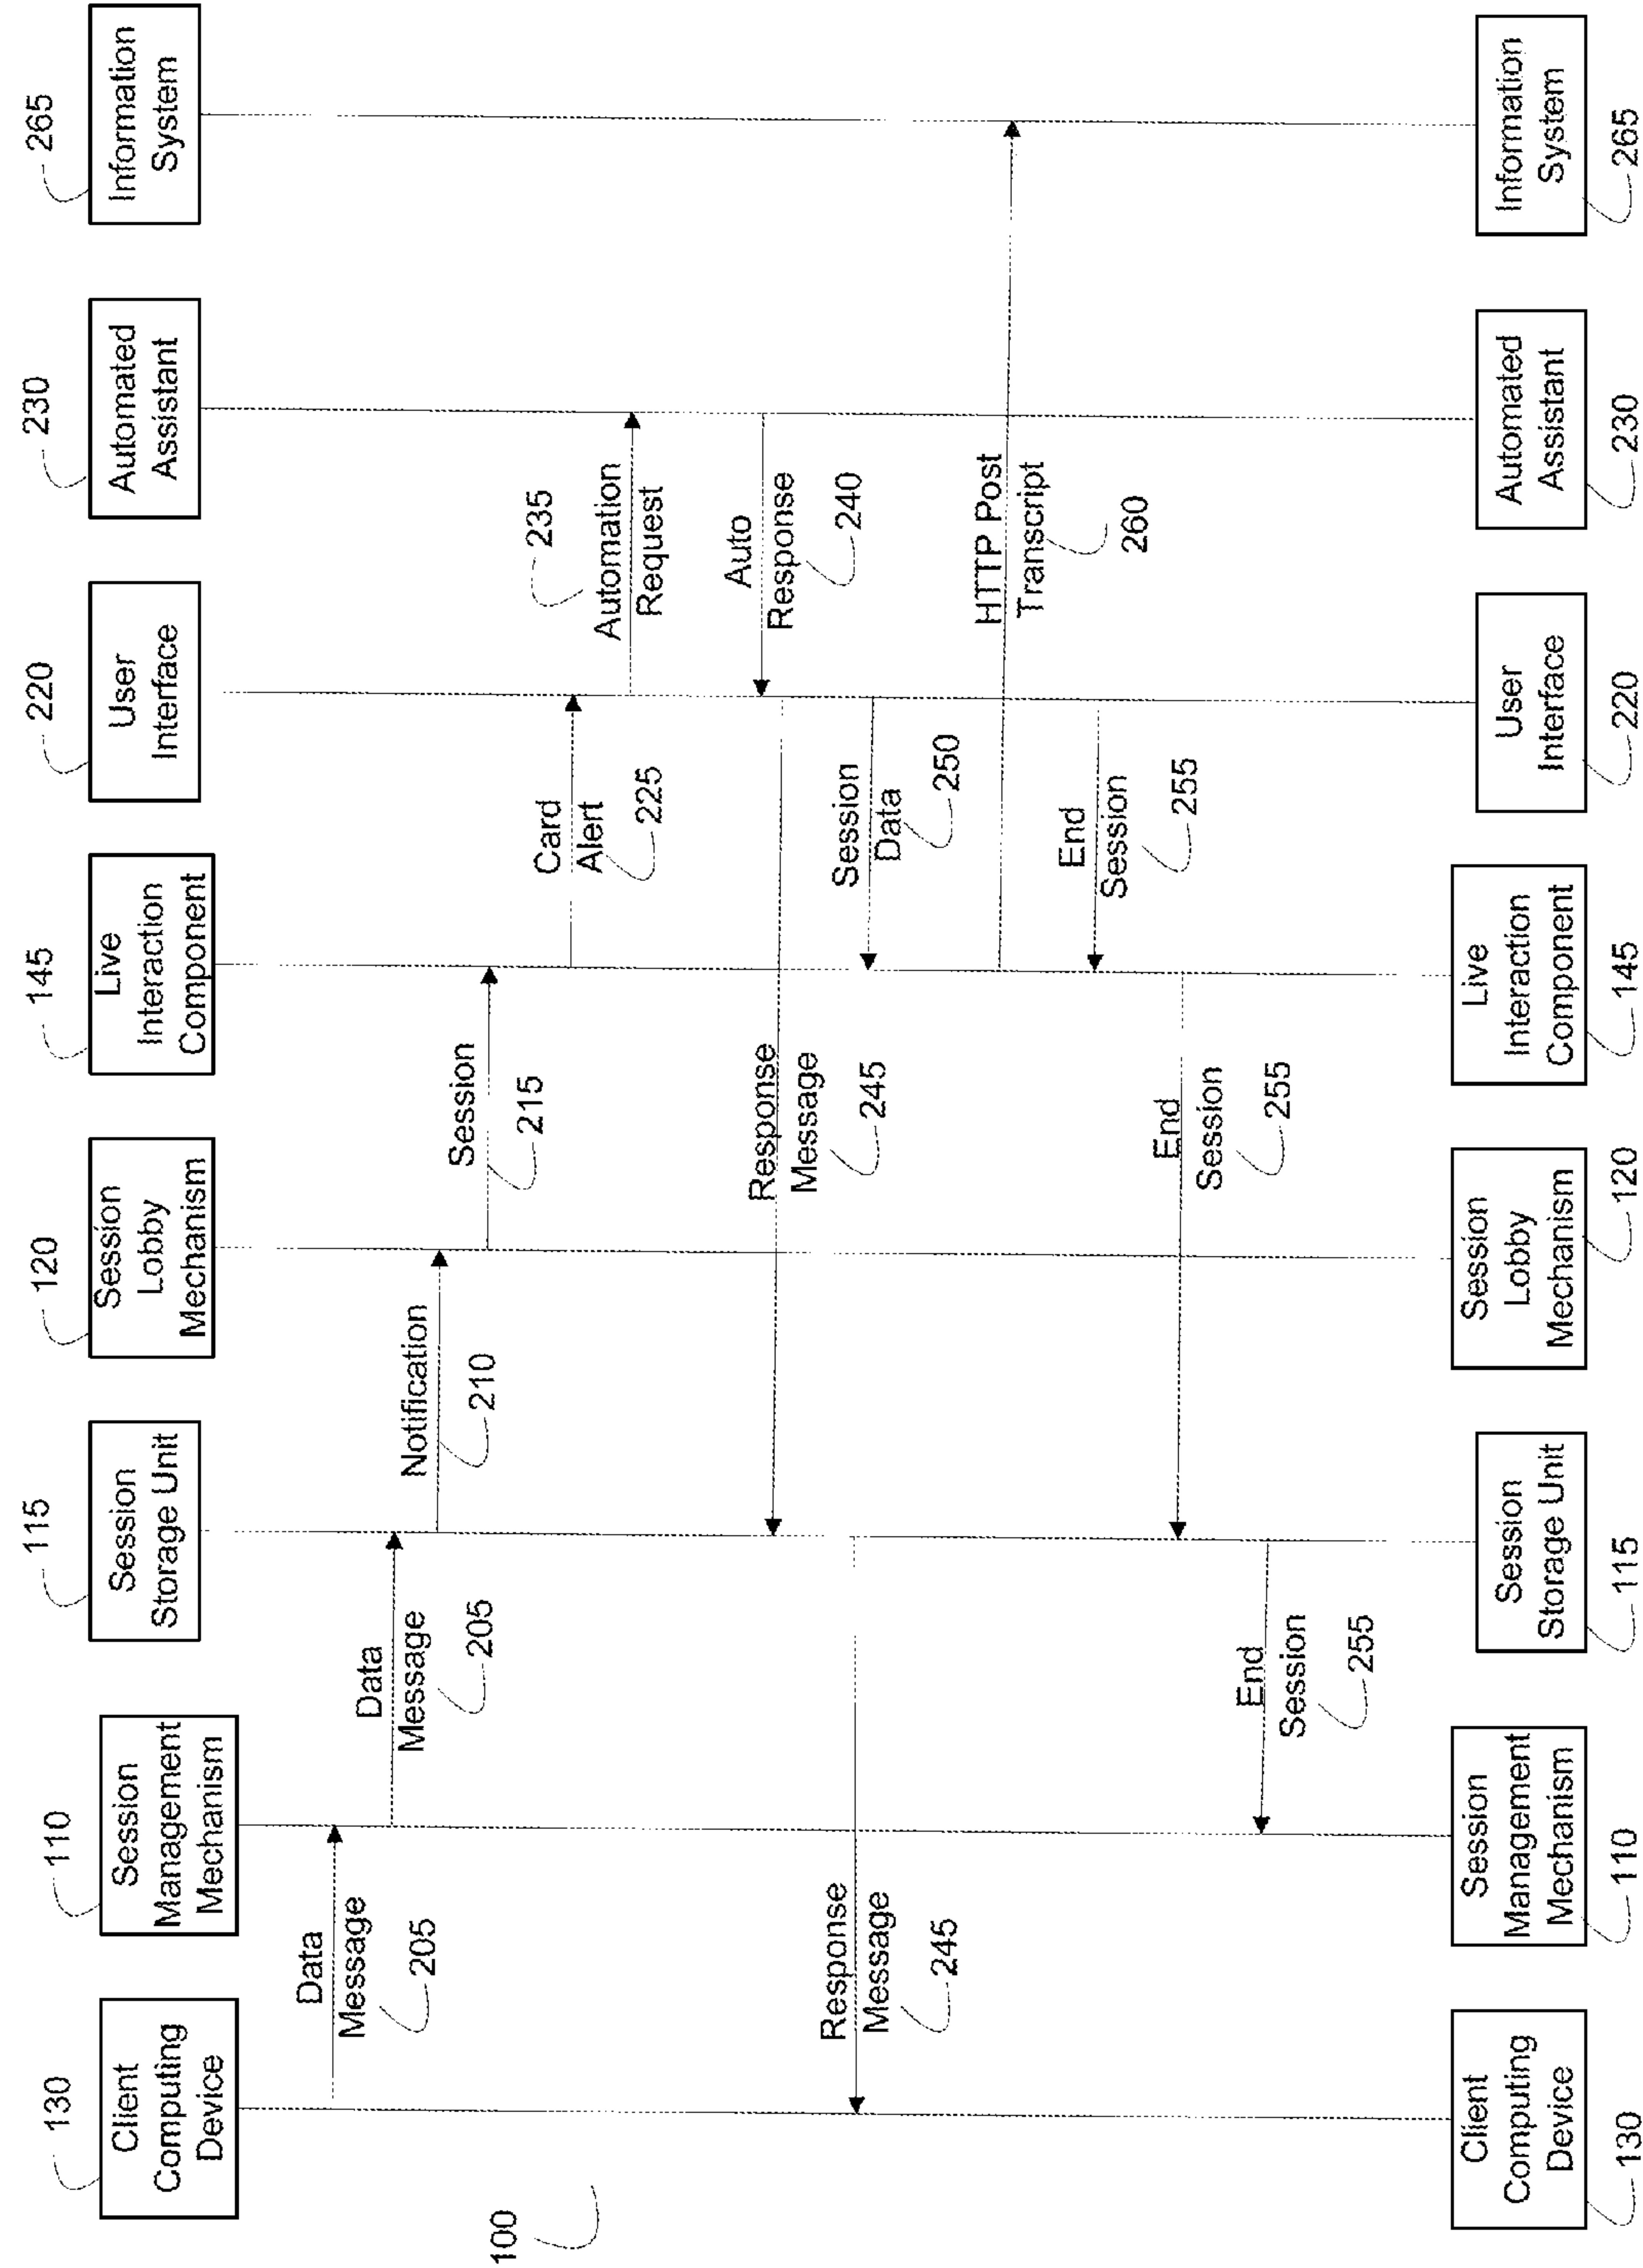 130
110
115
120
145
220
230
265
Client
Computing
Device
Session
Management
Mechanism
Session
Storage Unit
Session
Lobby
Mechanism
Live
Interaction
Component
User
Interface
Automated
Assistant
Information
System
Data
Message
205
Data
Message
205
Notification
210
Session
215
Card
Alert
225
235
Automation
Request
Auto
Response
240
Response
Message
245
Session
Data
250
Response
Message
245
HTTP Post
Transcript
260
End
Session
255
End
Session
255
End
Session
255
100
Client
Computing
Device
Session
Management
Mechanism
Session
Storage Unit
Session
Lobby
Mechanism
Live
Interaction
Component
User
Interface
Automated
Assistant
Information
System
130
110
115
120
145
220
230
265